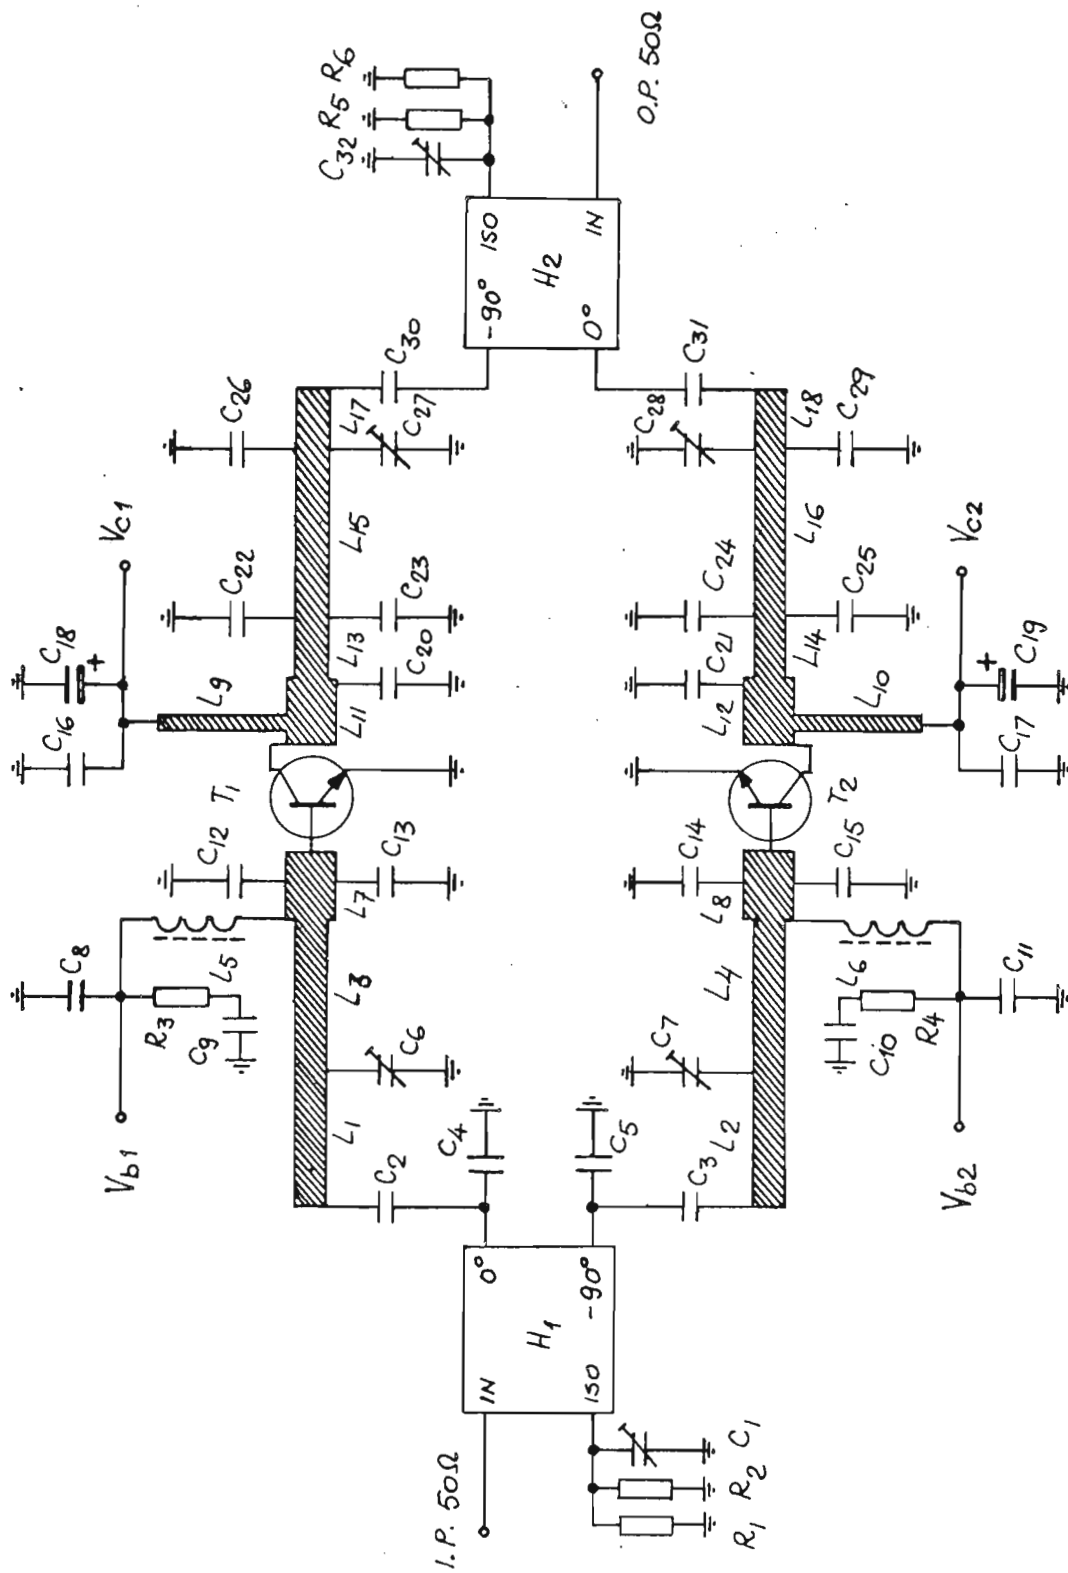 C16
C18
+
Vc1
L9
C22
C26
T1
L11
L13
C20
C23
L15
L17
C27
C30
C8
R3
L5
C9
C12
Vb1
L1
L3
C6
L7
C13
C2
C4
I.P. 50Ω
IN
0°
H1
ISO
-90°
R1
R2
C1
C5
C3
C32
R5
R6
-90°
ISO
H2
0°
IN
O.P. 50Ω
C31
C7
L2
L4
C14
L8
C15
L6
C10
R4
C11
Vb2
T2
L12
C21
C24
L14
C25
L16
C28
L18
C29
L10
+
C19
C17
Vc2